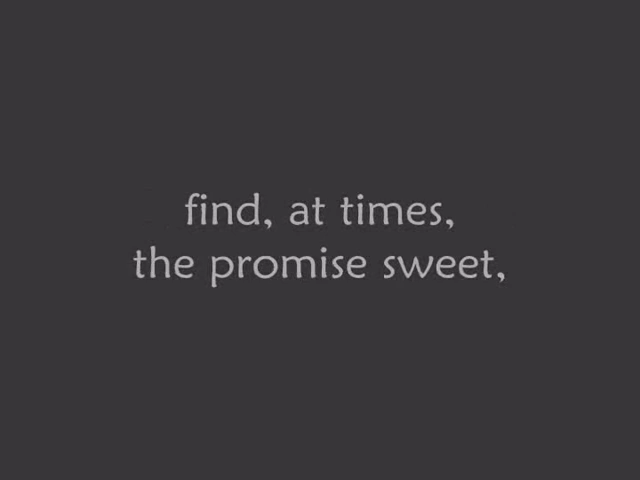 find, at times,
the promise sweet,